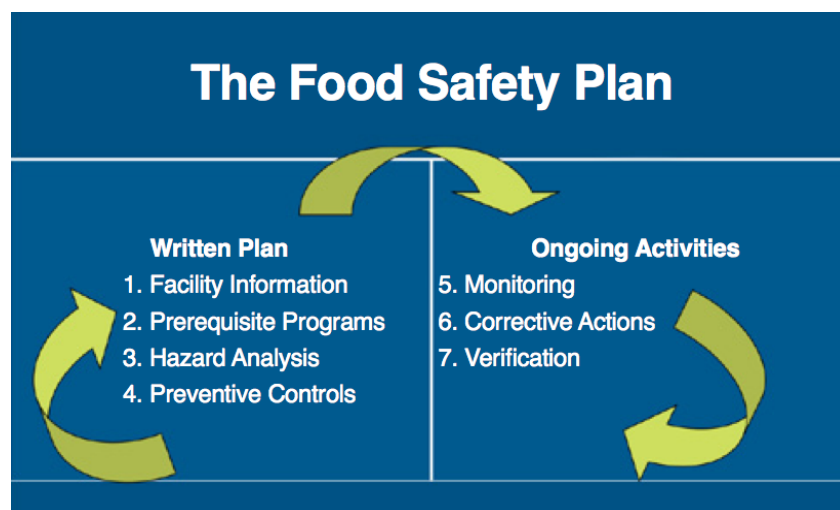 The Food Safety Plan
Written Plan
1. Facility Information
2. Prerequisite Programs
3. Hazard Analysis
4. Preventive Controls
Ongoing Activities
5. Monitoring
6. Corrective Actions
7. Verification